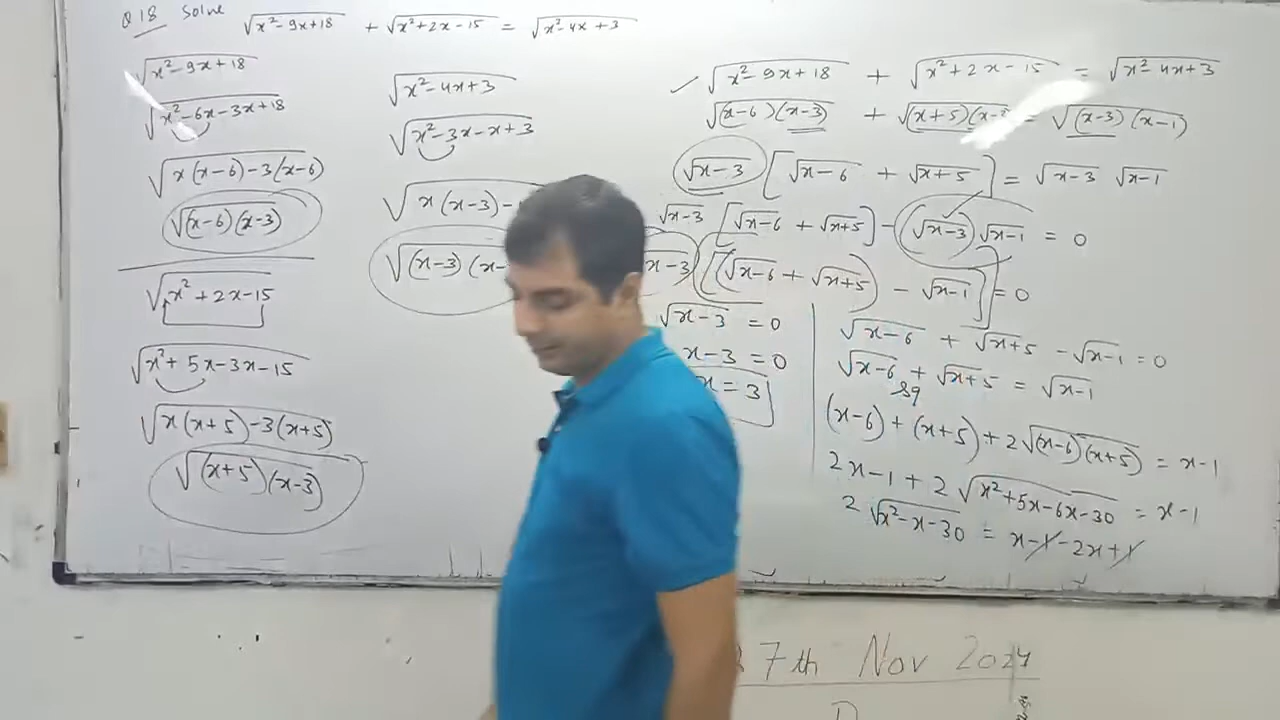 Q 18 Solve √(x²-9x+18) + √(x²+2x-15) = √(x²-4x+3)
√(x²-9x+18)
√(x²-6x-3x+18)
√(x(x-6)-3(x-6))
√((x-6)(x-3))
√(x²+2x-15)
√(x²+5x-3x-15)
√(x(x+5)-3(x+5))
√((x+5)(x-3))
√(x²-4x+3)
√(x²-3x-x+3)
√(x(x-3)-
√((x-3)(x-
✓ √(x²-9x+18) + √(x²+2x-15) = √(x²-4x+3)
√((x-6)(x-3)) + √((x+5)(x- = √((x-3)(x-1))
√(x-3) [√(x-6) + √(x+5)] = √(x-3) √(x-1)
√(x-3) [√(x-6) + √(x+5)] - (√(x-3)) √(x-1) = 0
x-3) [(√(x-6) + √(x+5)) - √(x-1)] = 0
√(x-3) = 0
x-3 = 0
x = 3
√(x-6) + √(x+5) - √(x-1) = 0
√(x-6) + √(x+5) = √(x-1)
sq
(x-6) + (x+5) + 2√((x-6)(x+5)) = x-1
2x-1 + 2√(x²+5x-6x-30) = x-1
2√(x²-x-30) = x-1-2x+1
7th Nov 2024